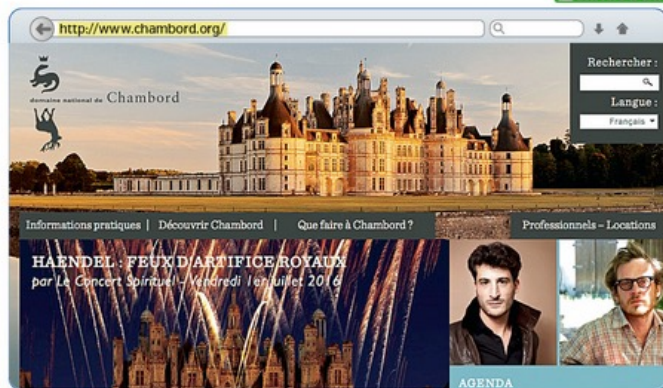 http://www.chambord.org/
Rechercher :
domaine national de Chambord
Langue :
Français
Informations pratiques | Découvrir Chambord | Que faire à Chambord ? Professionnels – Locations
HAENDEL : FEUX D'ARTIFICE ROYAUX
par Le Concert Spirituel - Vendredi 1er juillet 2016
AGENDA